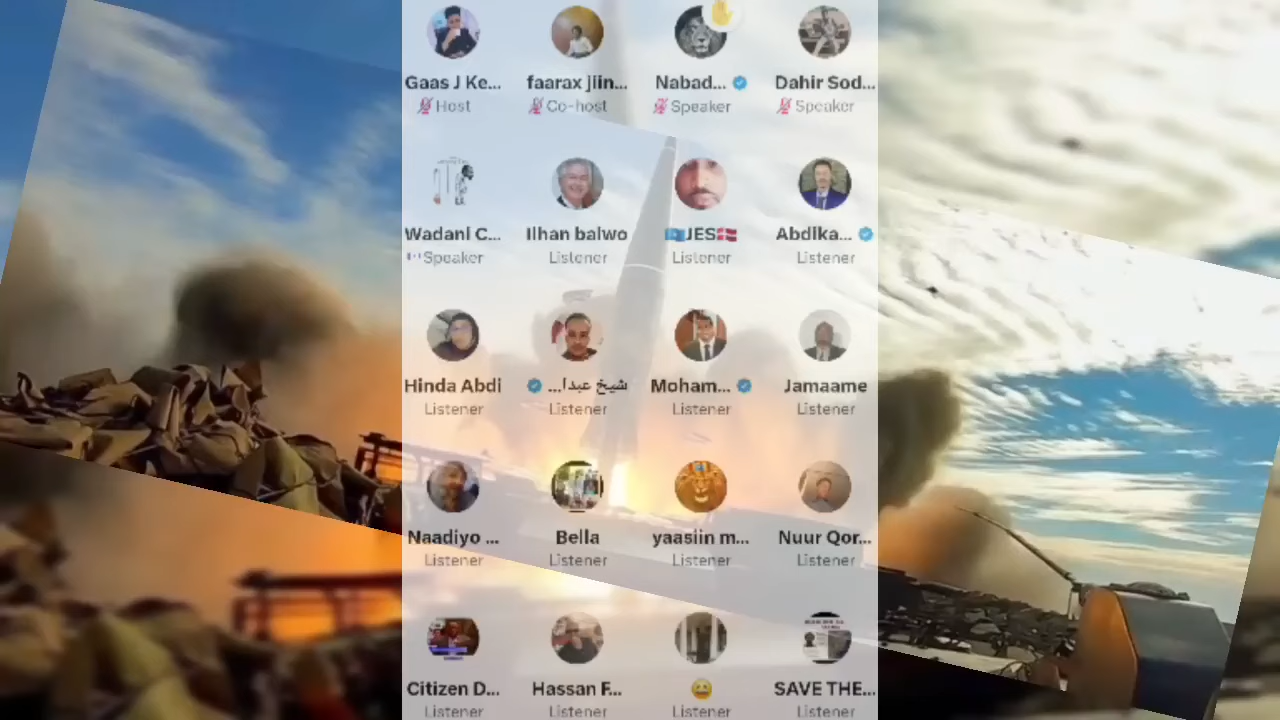 Gaas J Ke... faarax jiin... Nabad... Dahir Sod...
Host Co-host Speaker Speaker
Wadani C... Ilhan balwo JES Abdika...
Speaker Listener Listener Listener
Hinda Abdi شيخ عبدا... Moham... Jamaame
Listener Listener Listener Listener
Naadiyo ... Bella yaasiin m... Nuur Qor...
Listener Listener Listener Listener
Citizen D... Hassan F... 😀 SAVE THE...
Listener Listener Listener Listener